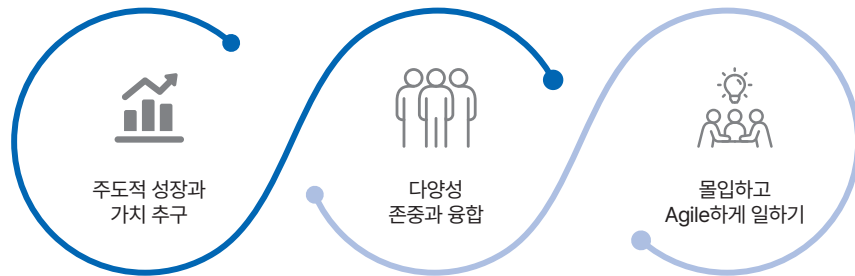 주도적 성장과
가치 추구
다양성
존중과 융합
몰입하고
Agile하게 일하기